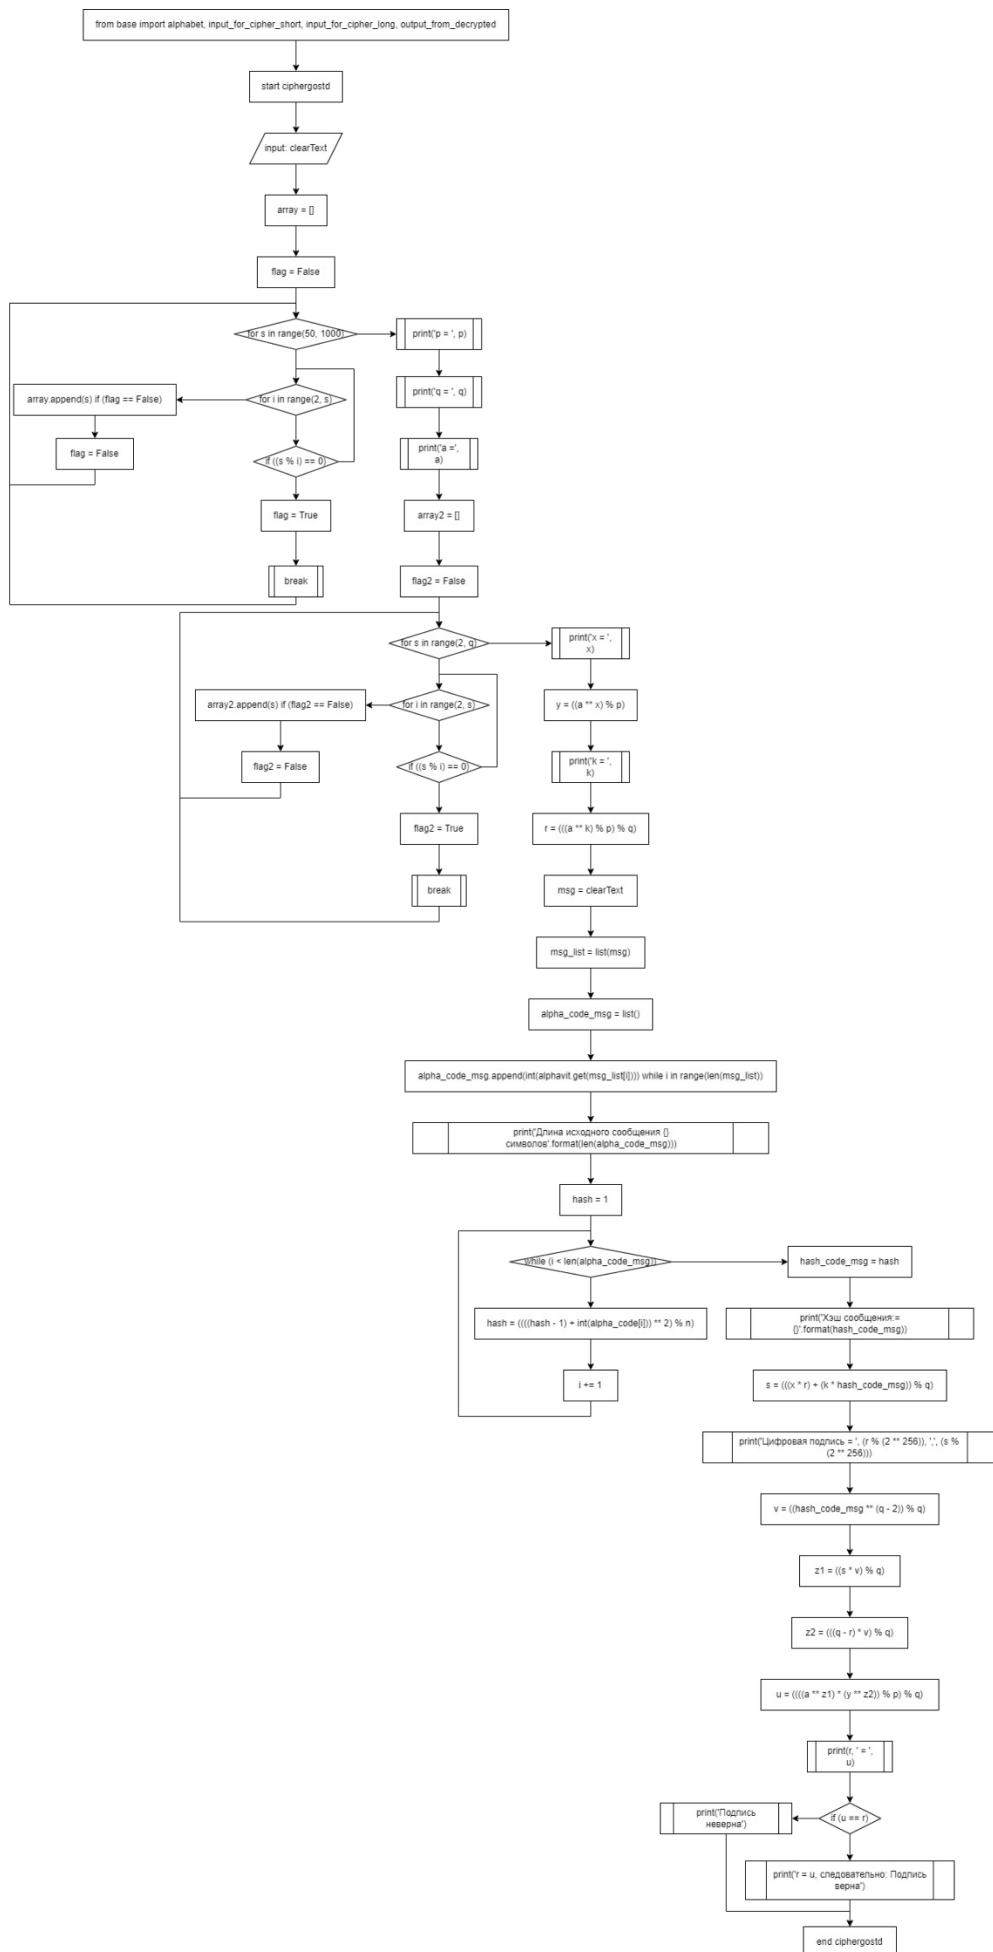 from base import alphabet, input_for_cipher_short, input_for_cipher_long, output_from_decrypted
start ciphergostd
input: clearText
array = []
flag = False
for s in range(50, 1000)
for i in range(2, s)
array.append(s) if (flag == False)
flag = False
if ((s % i) == 0)
flag = True
break
print('p = ', p)
print('q = ', q)
print('a =',
a)
array2 = []
flag2 = False
for s in range(2, q)
for i in range(2, s)
array2.append(s) if (flag2 == False)
flag2 = False
if ((s % i) == 0)
flag2 = True
break
print('x = ',
x)
y = ((a ** x) % p)
print('k = ',
k)
r = (((a ** k) % p) % q)
msg = clearText
msg_list = list(msg)
alpha_code_msg = list()
alpha_code_msg.append(int(alphavit.get(msg_list[i]))) while i in range(len(msg_list))
print('Длина исходного сообщения {}
символов'.format(len(alpha_code_msg)))
hash = 1
while (i < len(alpha_code_msg))
hash = ((((hash - 1) + int(alpha_code[i])) ** 2) % n)
i += 1
hash_code_msg = hash
print('Хэш сообщения:=
{}'.format(hash_code_msg))
s = (((x * r) + (k * hash_code_msg)) % q)
print('Цифровая подпись = ', (r % (2 ** 256)), ',', (s %
(2 ** 256)))
v = ((hash_code_msg ** (q - 2)) % q)
z1 = ((s * v) % q)
z2 = (((q - r) * v) % q)
u = ((((a ** z1) * (y ** z2)) % p) % q)
print(r, ' = ',
u)
if (u == r)
print('Подпись
неверна')
print('r = u, следовательно: Подпись
верна')
end ciphergostd